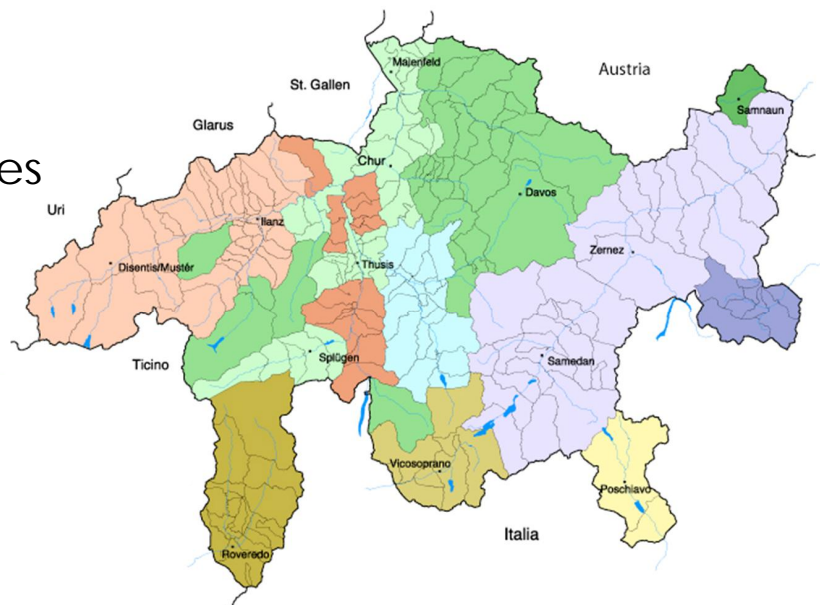 Maienfeld
Austria
St. Gallen
Samnaun
Glarus
Chur
es
Davos
Uri
Ilanz
Zernez
Disentis/Mustér
Thusis
Ticino
Splügen
Samedan
Vicosoprano
Poschiavo
Italia
Roveredo